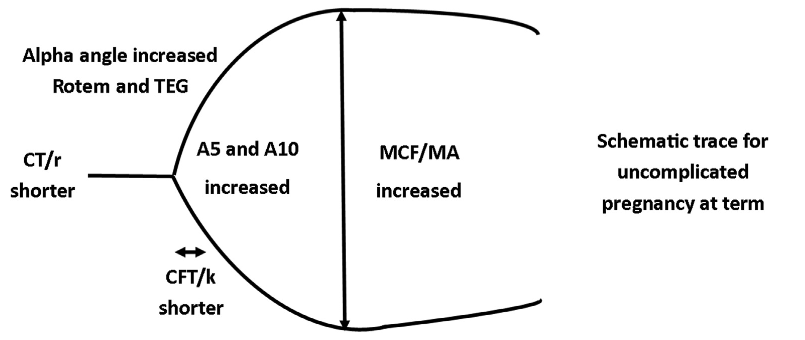 Alpha angle increased
Rotem and TEG
CT/r
shorter
A5 and A10
increased
MCF/MA
increased
CFT/k
shorter
Schematic trace for
uncomplicated
pregnancy at term